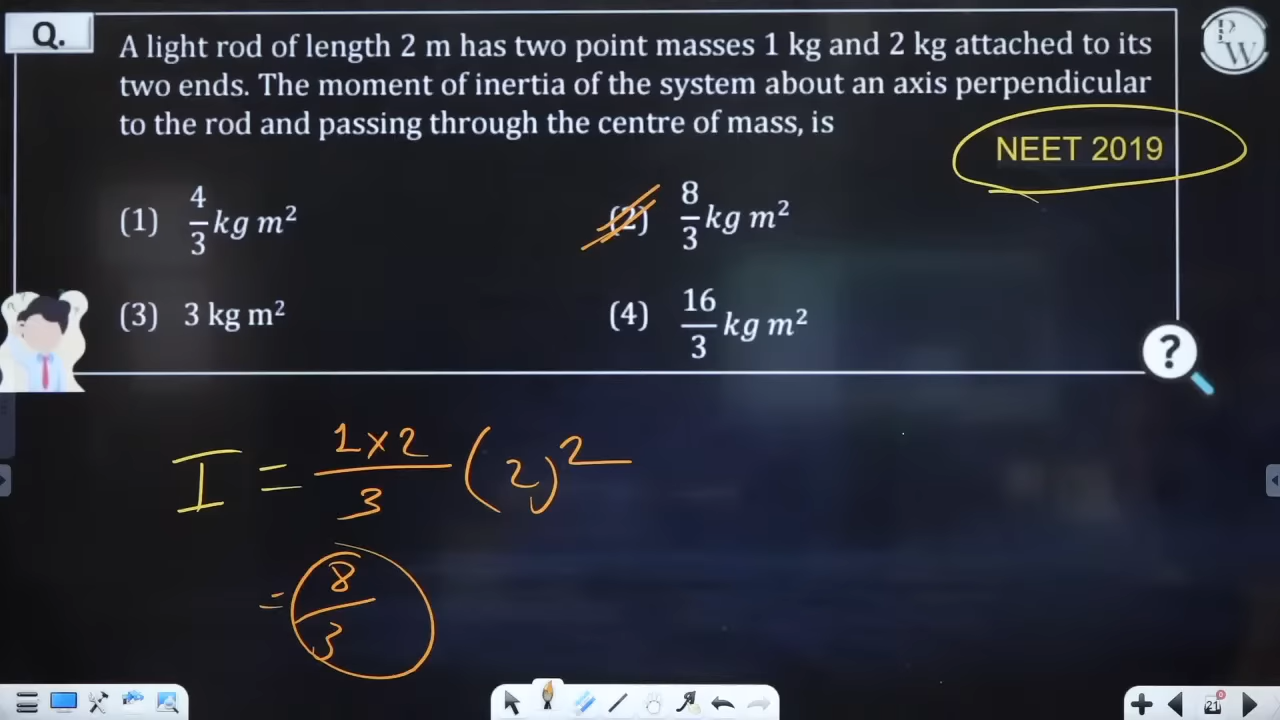 Q.
A light rod of length 2 m has two point masses 1 kg and 2 kg attached to its
two ends. The moment of inertia of the system about an axis perpendicular
to the rod and passing through the centre of mass, is
NEET 2019
(1) 4/3 kg m²
(2) 8/3 kg m²
(3) 3 kg m²
(4) 16/3 kg m²
?
I = 1×2/3 (2)²
= 8/3
PW
21
0